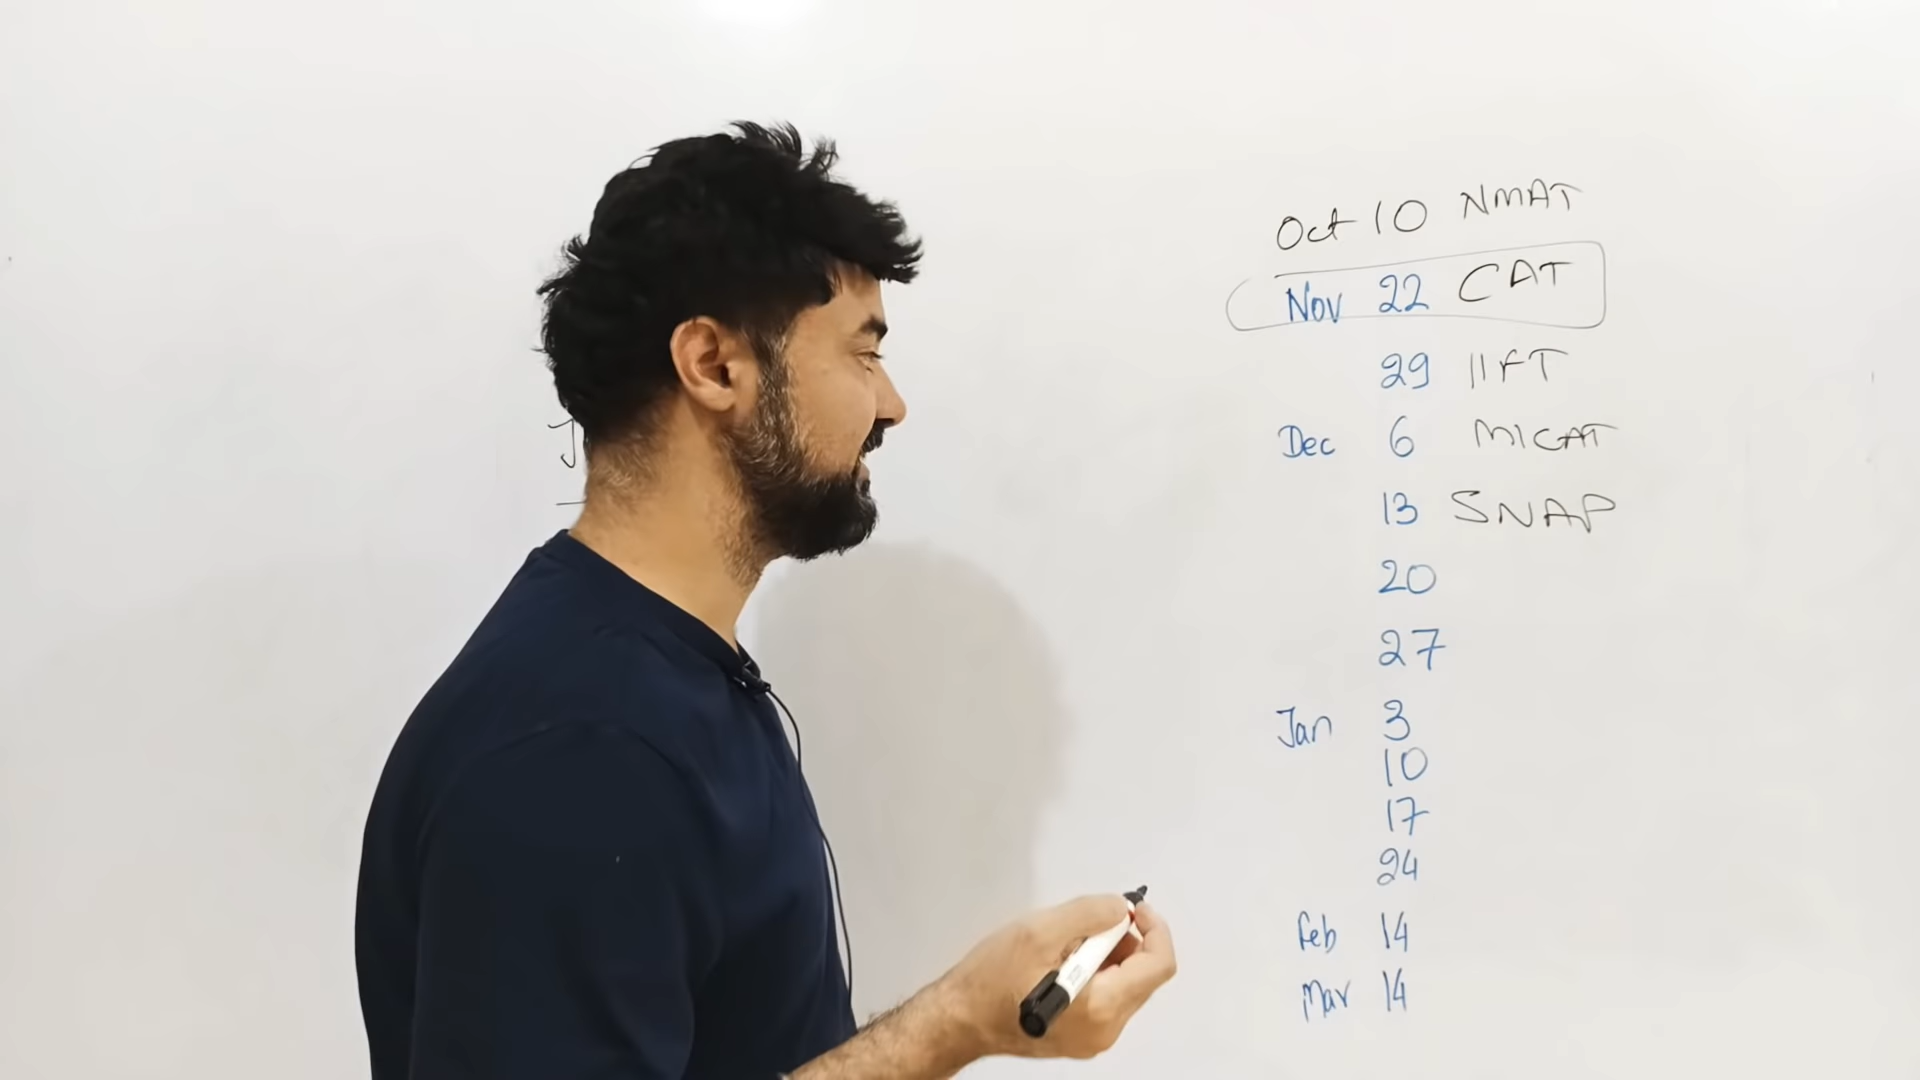 Oct 10 NMAT
Nov 22 CAT
29 IIFT
Dec 6 MICAT
13 SNAP
20
27
Jan 3
10
17
24
Feb 14
Mar 14